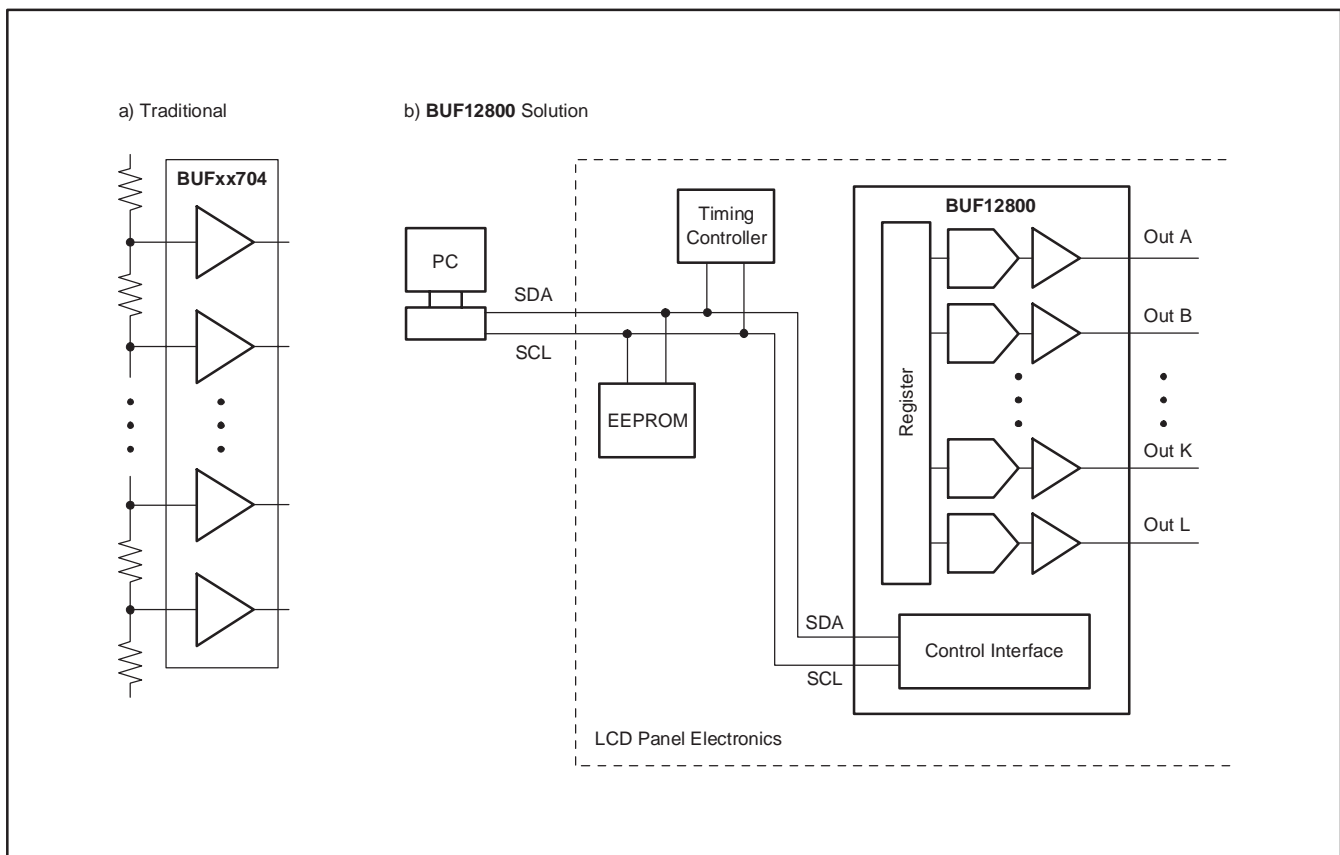 a) Traditional
BUFxx704
b) BUF12800 Solution
PC
SDA
SCL
Timing
Controller
EEPROM
BUF12800
Register
Out A
Out B
Out K
Out L
SDA
SCL
Control Interface
LCD Panel Electronics